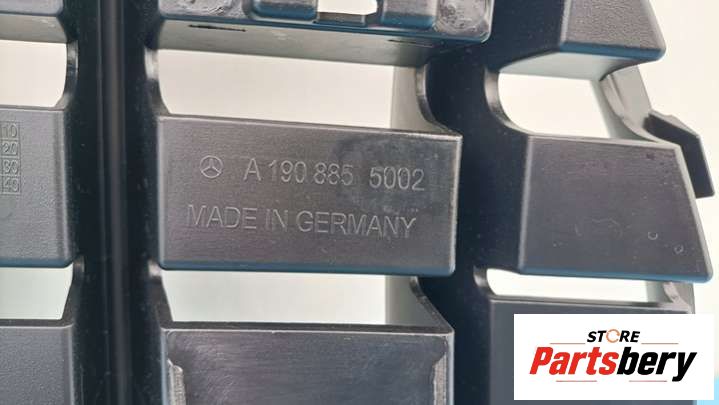 10
20
30
40
A 190 885 5002
MADE IN GERMANY
STORE
Partsbery